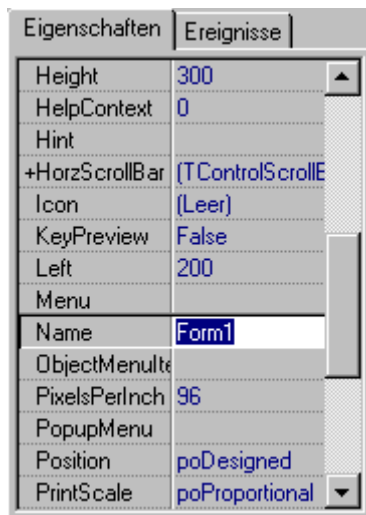 Eigenschaften Ereignisse
Height 300
HelpContext 0
Hint
+HorzScrollBar (TControlScrollB
Icon (Leer)
KeyPreview False
Left 200
Menu
Name Form1
ObjectMenuIte
PixelsPerInch 96
PopupMenu
Position poDesigned
PrintScale poProportional